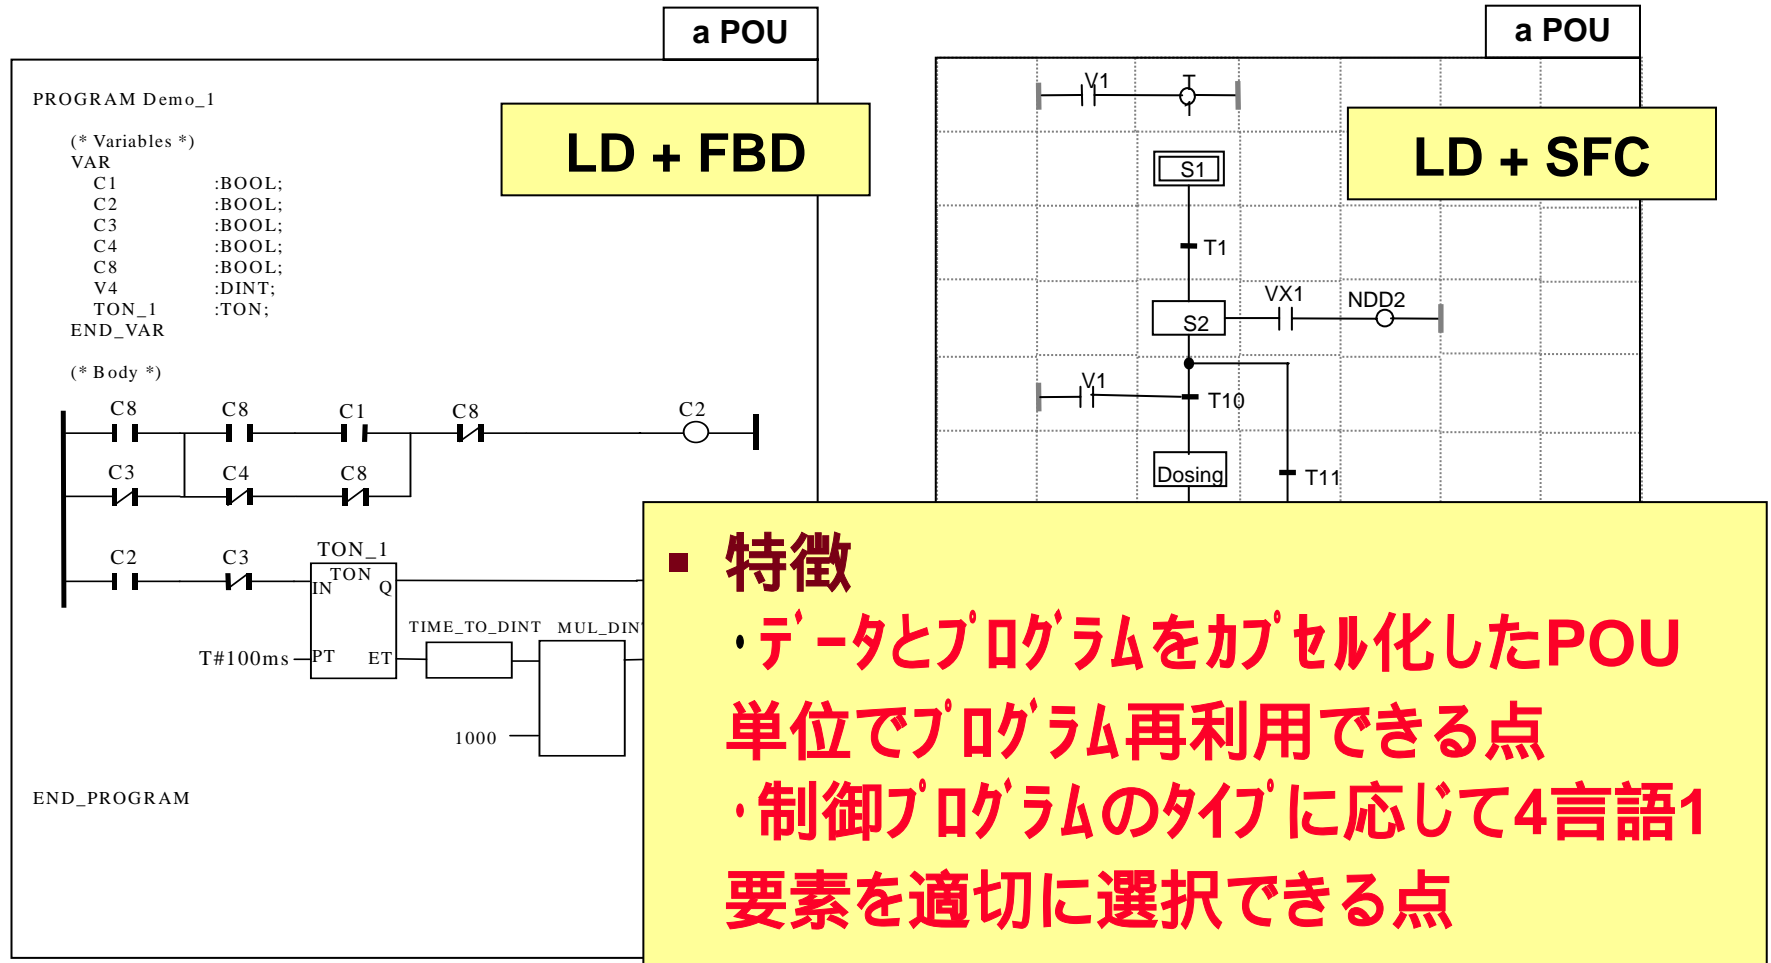 a POU
PROGRAM Demo_1
LD + FBD
(* Variables *)
VAR
C1 :BOOL;
C2 :BOOL;
C3 :BOOL;
C4 :BOOL;
C8 :BOOL;
V4 :DINT;
TON_1 :TON;
END_VAR
(* Body *)
C8 C8 C1 C8 C2
C3 C4 C8
C2 C3 TON_1
TON
IN Q
TIME_TO_DINT MUL_DIN
T#100ms PT ET
1000
END_PROGRAM
a POU
V1 T
LD + SFC
S1
T1
VX1 NDD2
S2
V1 T10
Dosing T11
▪ 特徴
・ﾃﾞｰﾀとﾌﾟﾛｸﾞﾗﾑをｶﾌﾟｾﾙ化したPOU
単位でﾌﾟﾛｸﾞﾗﾑ再利用できる点
・制御ﾌﾟﾛｸﾞﾗﾑのﾀｲﾌﾟに応じて4言語1
要素を適切に選択できる点